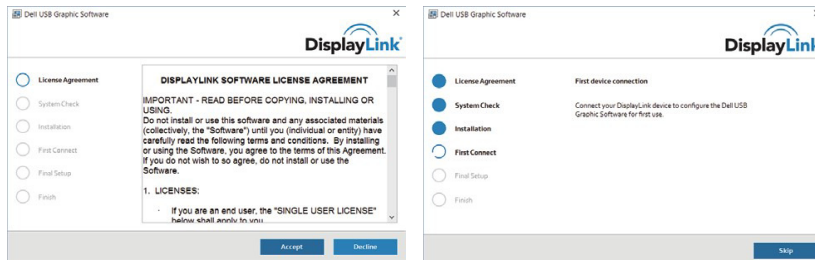 Dell USB Graphic Software
DisplayLink
License Agreement
System Check
Installation
First Connect
Final Setup
Finish
DISPLAYLINK SOFTWARE LICENSE AGREEMENT
IMPORTANT - READ BEFORE COPYING, INSTALLING OR
USING.
Do not install or use this software and any associated materials
(collectively, the "Software") until you (individual or entity) have
carefully read the following terms and conditions. By installing
or using the Software, you agree to the terms of this Agreement.
If you do not wish to so agree, do not install or use the
Software.
1. LICENSES:
· If you are an end user, the "SINGLE USER LICENSE"
below shall apply to you
Accept
Decline
Dell USB Graphic Software
DisplayLink
License Agreement
System Check
Installation
First Connect
Final Setup
Finish
First device connection
Connect your DisplayLink device to configure the Dell USB
Graphic Software for first use.
Skip